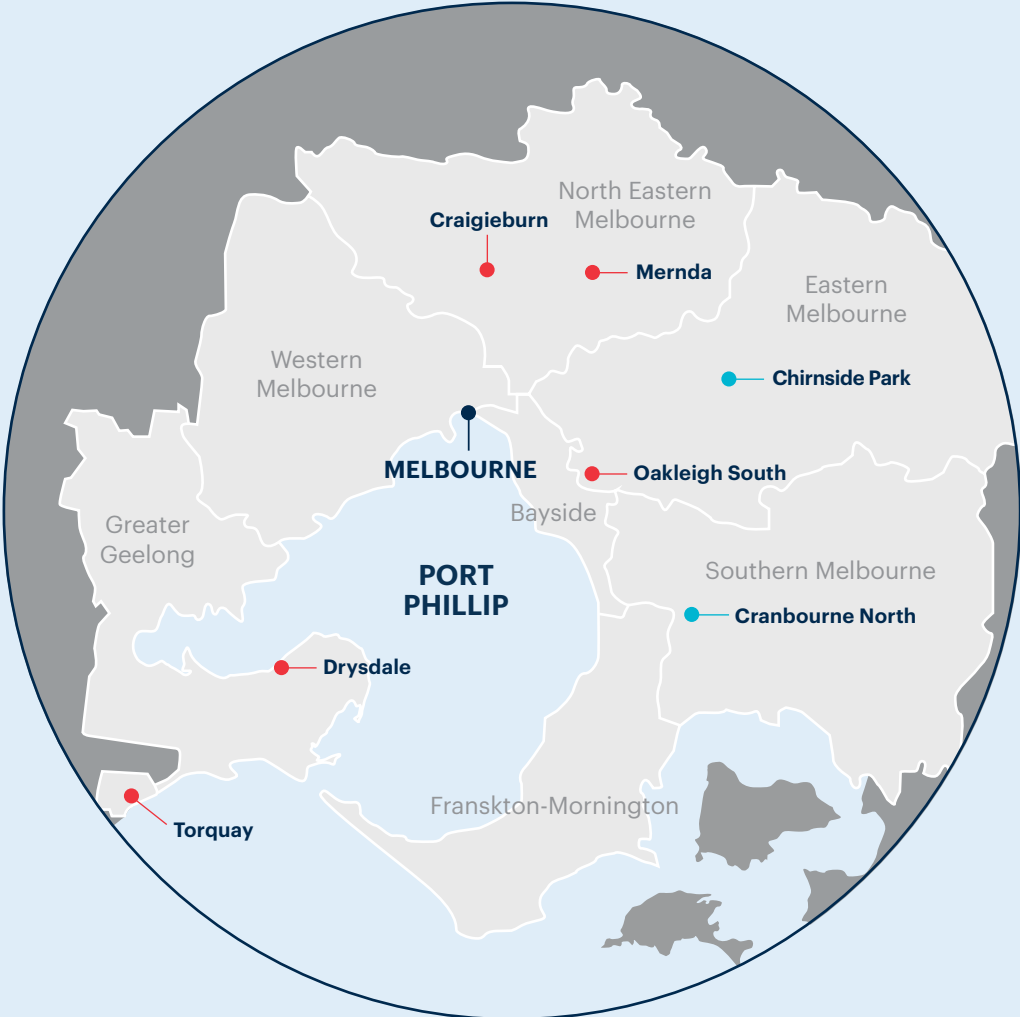 North Eastern
Melbourne
Craigieburn
Mernda
Eastern
Melbourne
Western
Melbourne
Chirnside Park
MELBOURNE
Oakleigh South
Bayside
Greater
Geelong
PORT
PHILLIP
Southern Melbourne
Cranbourne North
Drysdale
Franskton-Mornington
Torquay